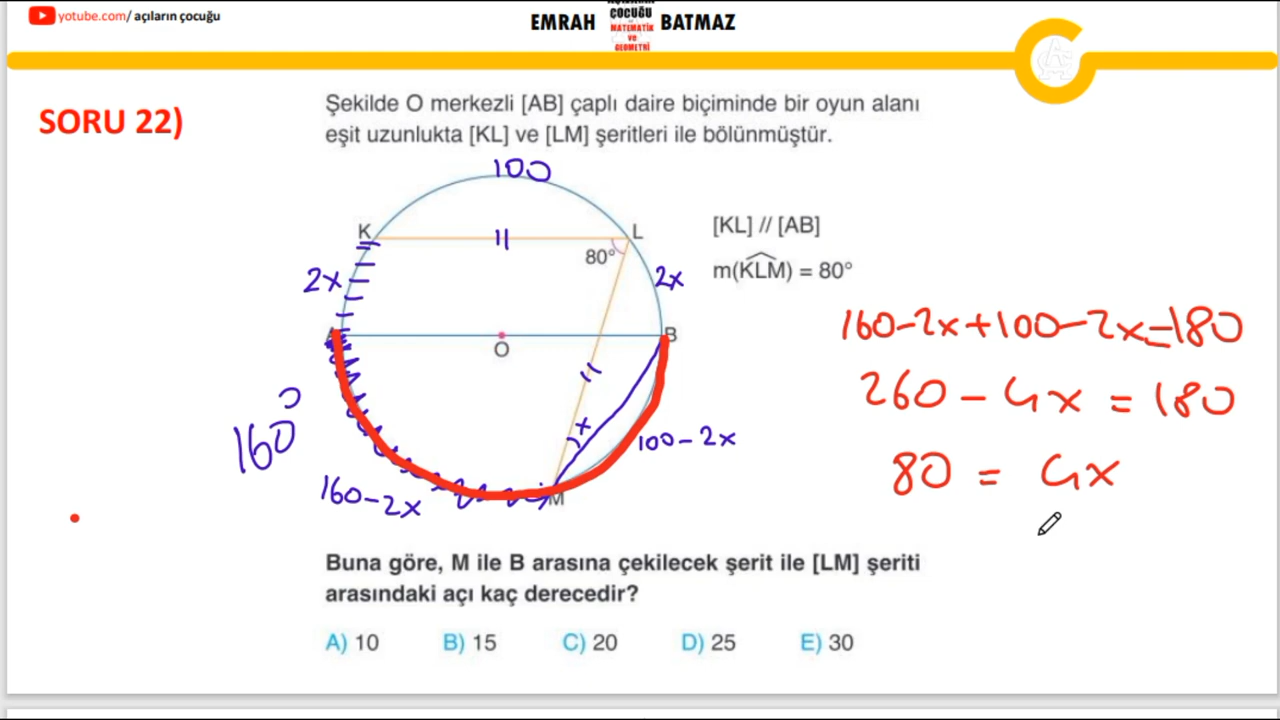 yotube.com/ açıların çocuğu
EMRAH
ÇOCUĞU
MATEMATİK
ve
GEOMETRİ
BATMAZ
SORU 22)
Şekilde O merkezli [AB] çaplı daire biçiminde bir oyun alanı
eşit uzunlukta [KL] ve [LM] şeritleri ile bölünmüştür.
100
K
L
80°
2x
2x
[KL] // [AB]
m(KLM) = 80°
A
B
O
x
160°
160-2x
M
100-2x
160-2x+100-2x=180
260-4x=180
80=4x
Buna göre, M ile B arasına çekilecek şerit ile [LM] şeriti
arasındaki açı kaç derecedir?
A) 10 B) 15 C) 20 D) 25 E) 30